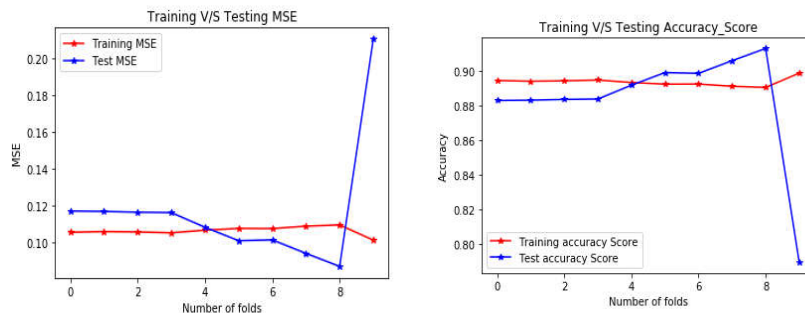 Training V/S Testing MSE
Training MSE
Test MSE
0.20
0.18
0.16
0.14
0.12
0.10
MSE
0 2 4 6 8
Number of folds
Training V/S Testing Accuracy_Score
0.90
0.88
0.86
0.84
0.82
0.80
Accuracy
Training accuracy Score
Test accuracy Score
0 2 4 6 8
Number of folds